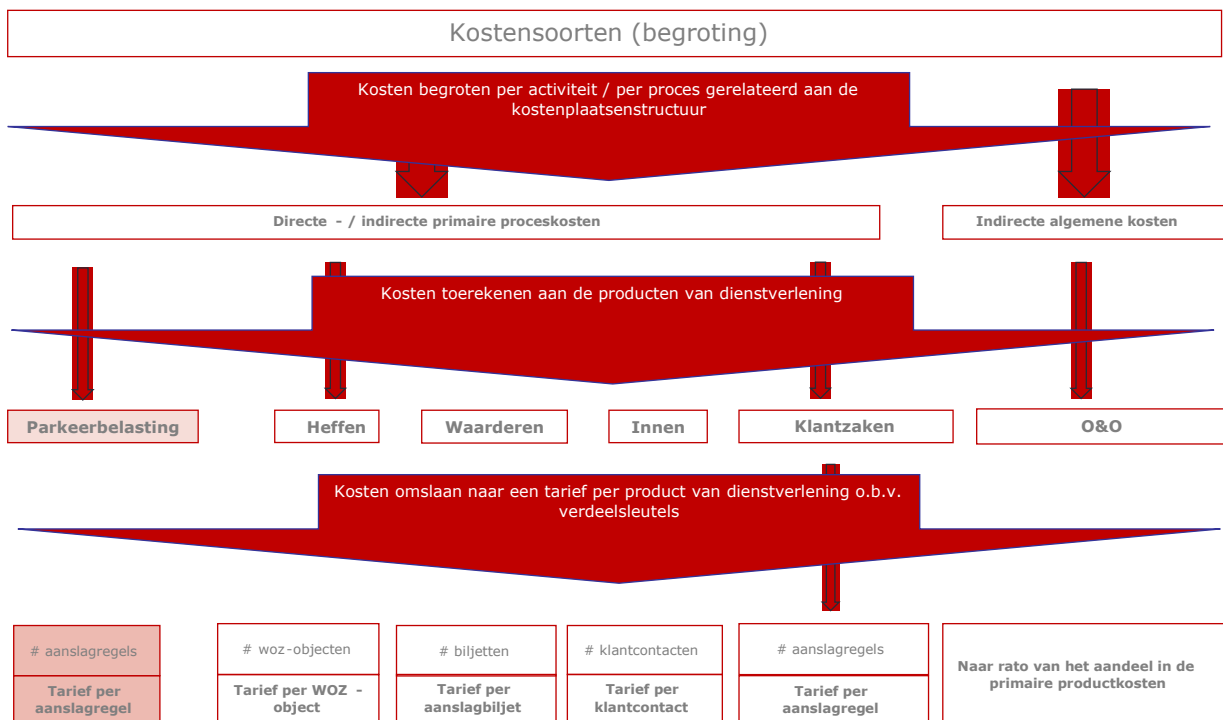 Kostensoorten (begroting)
Kosten begroten per activiteit / per proces gerelateerd aan de
kostenplaatsenstructuur
Directe - / indirecte primaire proceskosten
Indirecte algemene kosten
Kosten toerekenen aan de producten van dienstverlening
Parkeerbelasting
Heffen
Waarderen
Innen
Klantzaken
O&O
Kosten omslaan naar een tarief per product van dienstverlening o.b.v.
verdeelsleutels
# aanslagregels
Tarief per
aanslagregel
# woz-objecten
Tarief per WOZ -
object
# biljetten
Tarief per
aanslagbiljet
# klantcontacten
Tarief per
klantcontact
# aanslagregels
Tarief per
aanslagregel
Naar rato van het aandeel in de
primaire productkosten